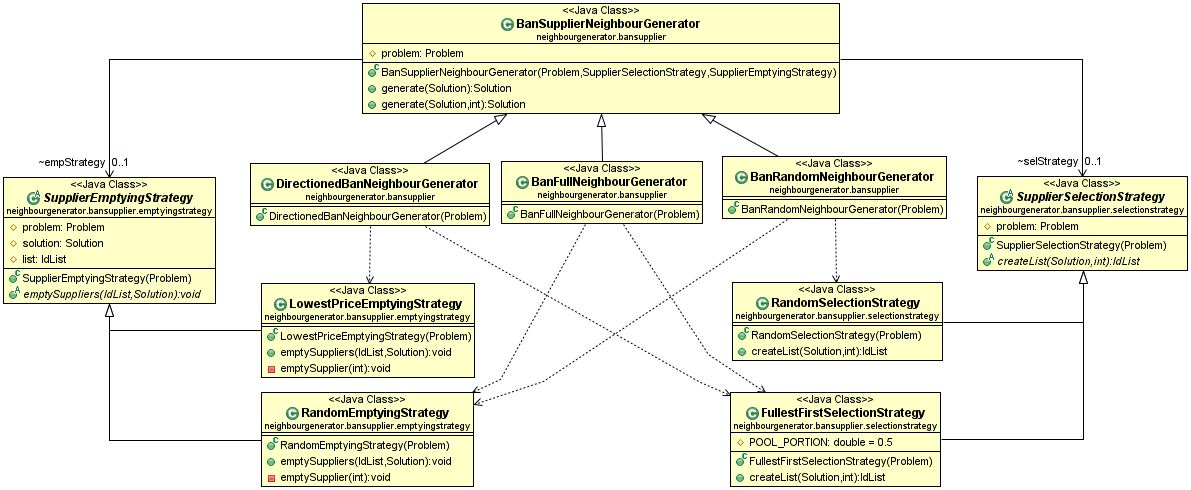 <<Java Class>>
BanSupplierNeighbourGenerator
neighbourgenerator.bansupplier
problem: Problem
BanSupplierNeighbourGenerator(Problem,SupplierSelectionStrategy,SupplierEmptyingStrategy)
generate(Solution):Solution
generate(Solution,int):Solution
~empStrategy 0..1
~selStrategy 0..1
<<Java Class>>
SupplierEmptyingStrategy
neighbourgenerator.bansupplier.emptyingstrategy
problem: Problem
solution: Solution
list: IdList
SupplierEmptyingStrategy(Problem)
emptySuppliers(IdList,Solution):void
<<Java Class>>
DirectionedBanNeighbourGenerator
neighbourgenerator.bansupplier
DirectionedBanNeighbourGenerator(Problem)
<<Java Class>>
BanFullNeighbourGenerator
neighbourgenerator.bansupplier
BanFullNeighbourGenerator(Problem)
<<Java Class>>
BanRandomNeighbourGenerator
neighbourgenerator.bansupplier
BanRandomNeighbourGenerator(Problem)
<<Java Class>>
SupplierSelectionStrategy
neighbourgenerator.bansupplier.selectionstrategy
problem: Problem
SupplierSelectionStrategy(Problem)
createList(Solution,int):IdList
<<Java Class>>
LowestPriceEmptyingStrategy
neighbourgenerator.bansupplier.emptyingstrategy
LowestPriceEmptyingStrategy(Problem)
emptySuppliers(IdList,Solution):void
emptySupplier(int):void
<<Java Class>>
RandomSelectionStrategy
neighbourgenerator.bansupplier.selectionstrategy
RandomSelectionStrategy(Problem)
createList(Solution,int):IdList
<<Java Class>>
RandomEmptyingStrategy
neighbourgenerator.bansupplier.emptyingstrategy
RandomEmptyingStrategy(Problem)
emptySuppliers(IdList,Solution):void
emptySupplier(int):void
<<Java Class>>
FullestFirstSelectionStrategy
neighbourgenerator.bansupplier.selectionstrategy
POOL_PORTION: double = 0.5
FullestFirstSelectionStrategy(Problem)
createList(Solution,int):IdList